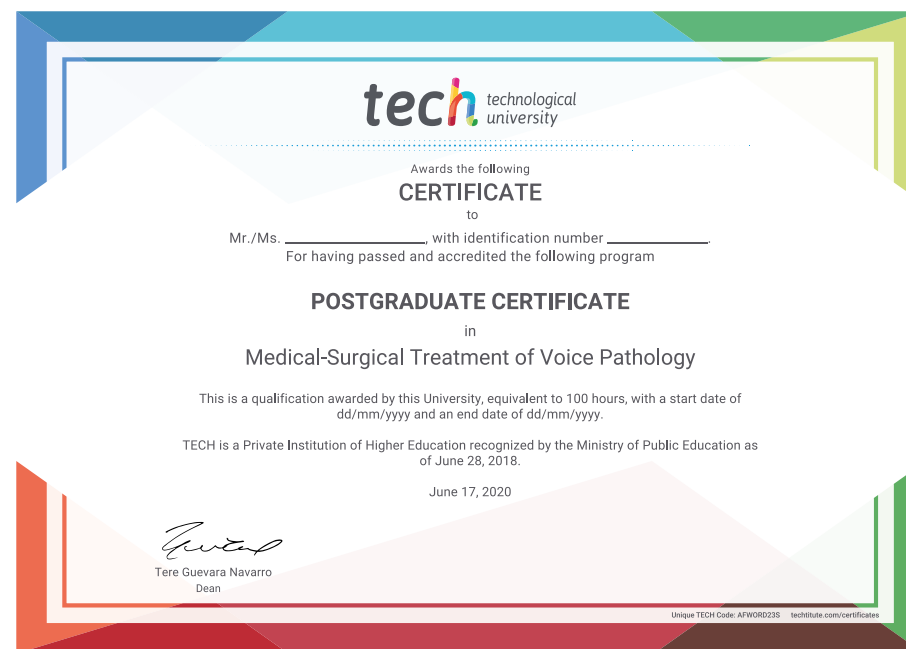 tech technological
university
Awards the following
CERTIFICATE
to
Mr./Ms. ____________________, with identification number ______________.
For having passed and accredited the following program
POSTGRADUATE CERTIFICATE
in
Medical-Surgical Treatment of Voice Pathology
This is a qualification awarded by this University, equivalent to 100 hours, with a start date of
dd/mm/yyyy and an end date of dd/mm/yyyy.
TECH is a Private Institution of Higher Education recognized by the Ministry of Public Education as
of June 28, 2018.
June 17, 2020
Tere Guevara Navarro
Dean
Unique TECH Code: AFWORD23S techtitute.com/certificates